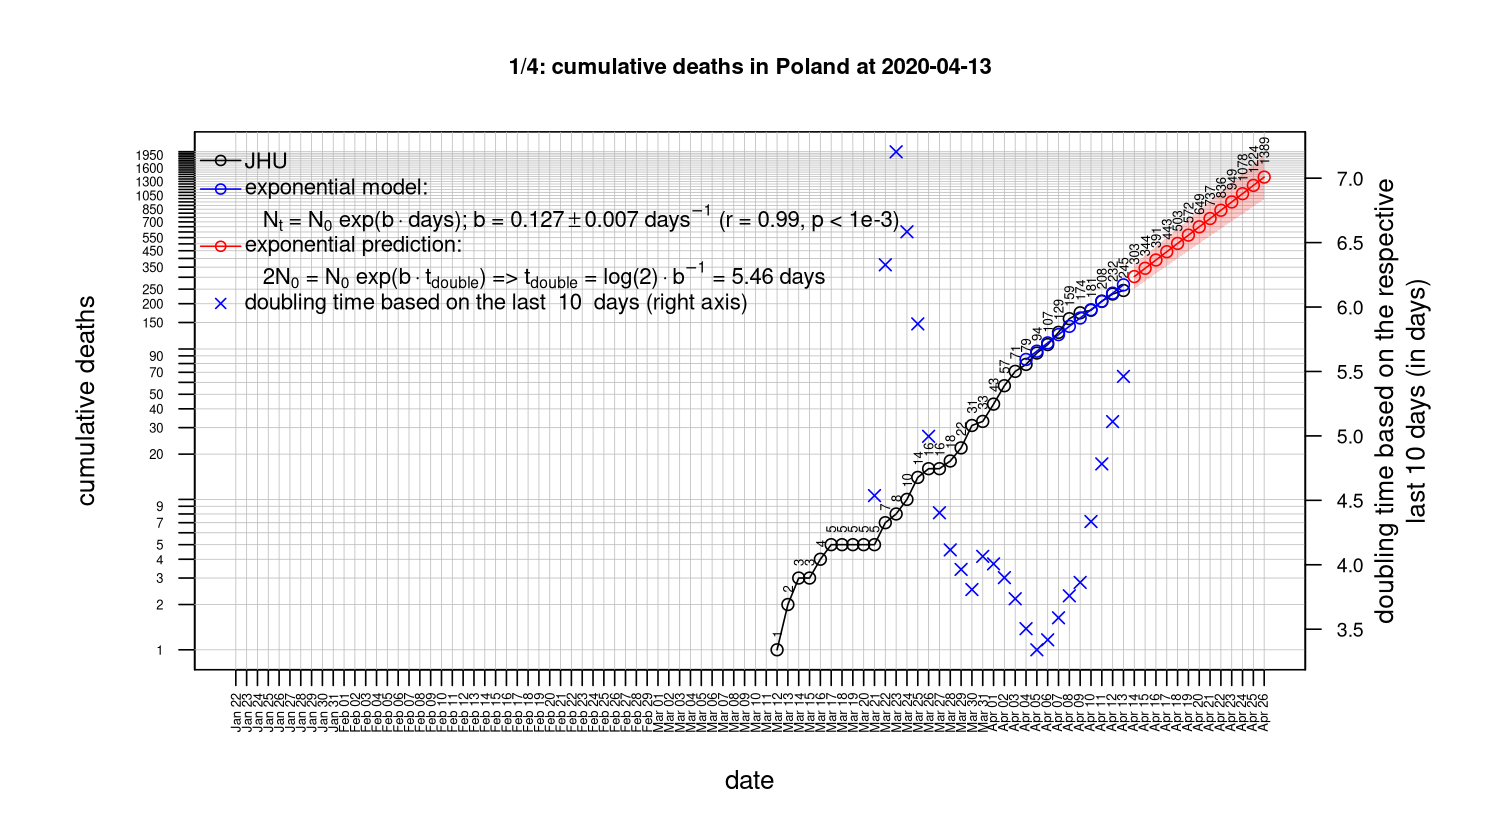 1/4: cumulative deaths in Poland at 2020-04-13
JHU
exponential model:
Nt = N0 exp(b · days); b = 0.127 ± 0.007 days−1 (r = 0.99, p < 1e-3)
exponential prediction:
2N0 = N0 exp(b · tdouble) => tdouble = log(2) · b−1 = 5.46 days
doubling time based on the last 10 days (right axis)
cumulative deaths
1950
1600
1300
1050
850
700
550
450
350
250
200
150
90
70
50
40
30
20
9
7
5
4
3
2
1
1
2
3
3
4
5
5
5
5
5
7
8
10
14
16
16
18
22
31
33
43
57
71
79
94
107
129
159
174
181
208
232
245
303
344
391
443
503
572
649
737
836
949
1078
1224
1389
7.0
6.5
6.0
5.5
5.0
4.5
4.0
3.5
doubling time based on the respective
last 10 days (in days)
Jan 22
Jan 23
Jan 24
Jan 25
Jan 26
Jan 27
Jan 28
Jan 29
Jan 30
Jan 31
Feb 01
Feb 02
Feb 03
Feb 04
Feb 05
Feb 06
Feb 07
Feb 08
Feb 09
Feb 10
Feb 11
Feb 12
Feb 13
Feb 14
Feb 15
Feb 16
Feb 17
Feb 18
Feb 19
Feb 20
Feb 21
Feb 22
Feb 23
Feb 24
Feb 25
Feb 26
Feb 27
Feb 28
Feb 29
Mar 01
Mar 02
Mar 03
Mar 04
Mar 05
Mar 06
Mar 07
Mar 08
Mar 09
Mar 10
Mar 11
Mar 12
Mar 13
Mar 14
Mar 15
Mar 16
Mar 17
Mar 18
Mar 19
Mar 20
Mar 21
Mar 22
Mar 23
Mar 24
Mar 25
Mar 26
Mar 27
Mar 28
Mar 29
Mar 30
Mar 31
Apr 01
Apr 02
Apr 03
Apr 04
Apr 05
Apr 06
Apr 07
Apr 08
Apr 09
Apr 10
Apr 11
Apr 12
Apr 13
Apr 14
Apr 15
Apr 16
Apr 17
Apr 18
Apr 19
Apr 20
Apr 21
Apr 22
Apr 23
Apr 24
Apr 25
Apr 26
date